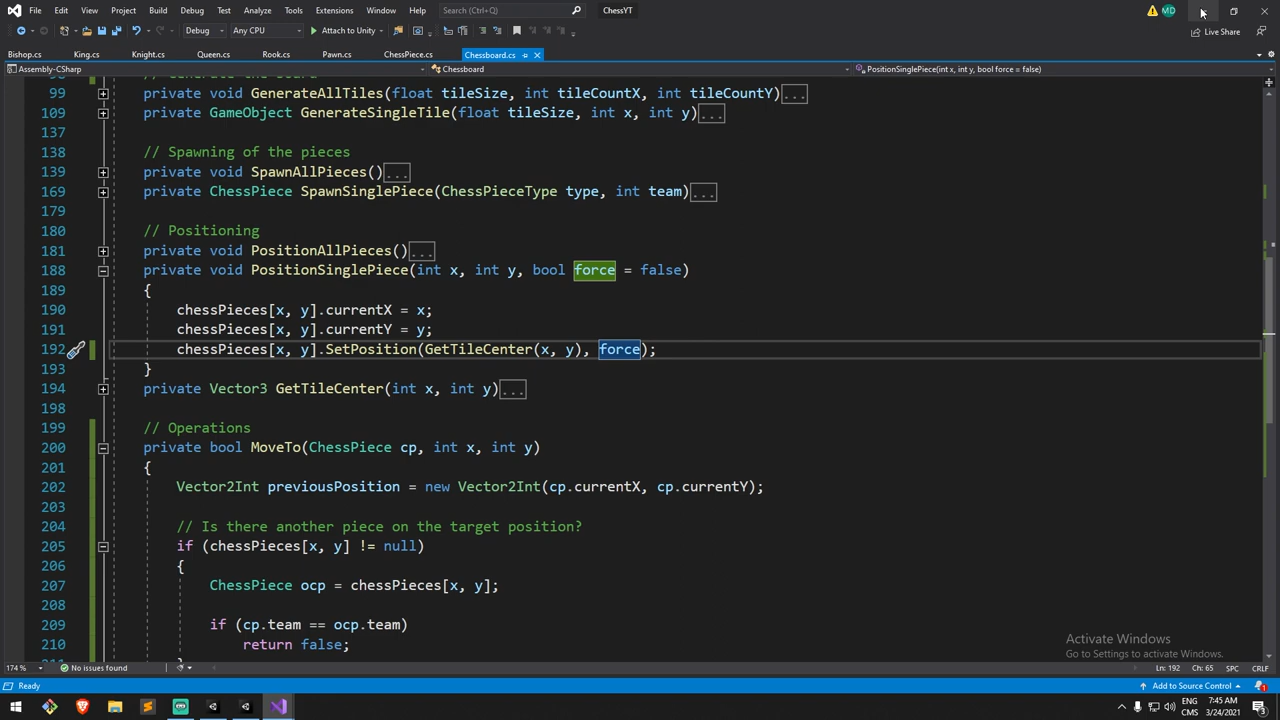 File Edit View Project Build Debug Test Analyze Tools Extensions Window Help Search (Ctrl+Q) ChessYT MD
Debug Any CPU Attach to Unity Live Share
Bishop.cs King.cs Knight.cs Queen.cs Rook.cs Pawn.cs ChessPiece.cs Chessboard.cs
Assembly-CSharp Chessboard PositionSinglePiece(int x, int y, bool force = false)
99 private void GenerateAllTiles(float tileSize, int tileCountX, int tileCountY)...
109 private GameObject GenerateSingleTile(float tileSize, int x, int y)...
137
138 // Spawning of the pieces
139 private void SpawnAllPieces()...
169 private ChessPiece SpawnSinglePiece(ChessPieceType type, int team)...
179
180 // Positioning
181 private void PositionAllPieces()...
188 private void PositionSinglePiece(int x, int y, bool force = false)
189 {
190 chessPieces[x, y].currentX = x;
191 chessPieces[x, y].currentY = y;
192 chessPieces[x, y].SetPosition(GetTileCenter(x, y), force);
193 }
194 private Vector3 GetTileCenter(int x, int y)...
198
199 // Operations
200 private bool MoveTo(ChessPiece cp, int x, int y)
201 {
202 Vector2Int previousPosition = new Vector2Int(cp.currentX, cp.currentY);
203
204 // Is there another piece on the target position?
205 if (chessPieces[x, y] != null)
206 {
207 ChessPiece ocp = chessPieces[x, y];
208
209 if (cp.team == ocp.team)
210 return false;
Activate Windows
Go to Settings to activate Windows.
174 % No issues found Ln: 192 Ch: 65 SPC CRLF
Ready Add to Source Control 1
ENG 7:45 AM
CMS 3/24/2021 3